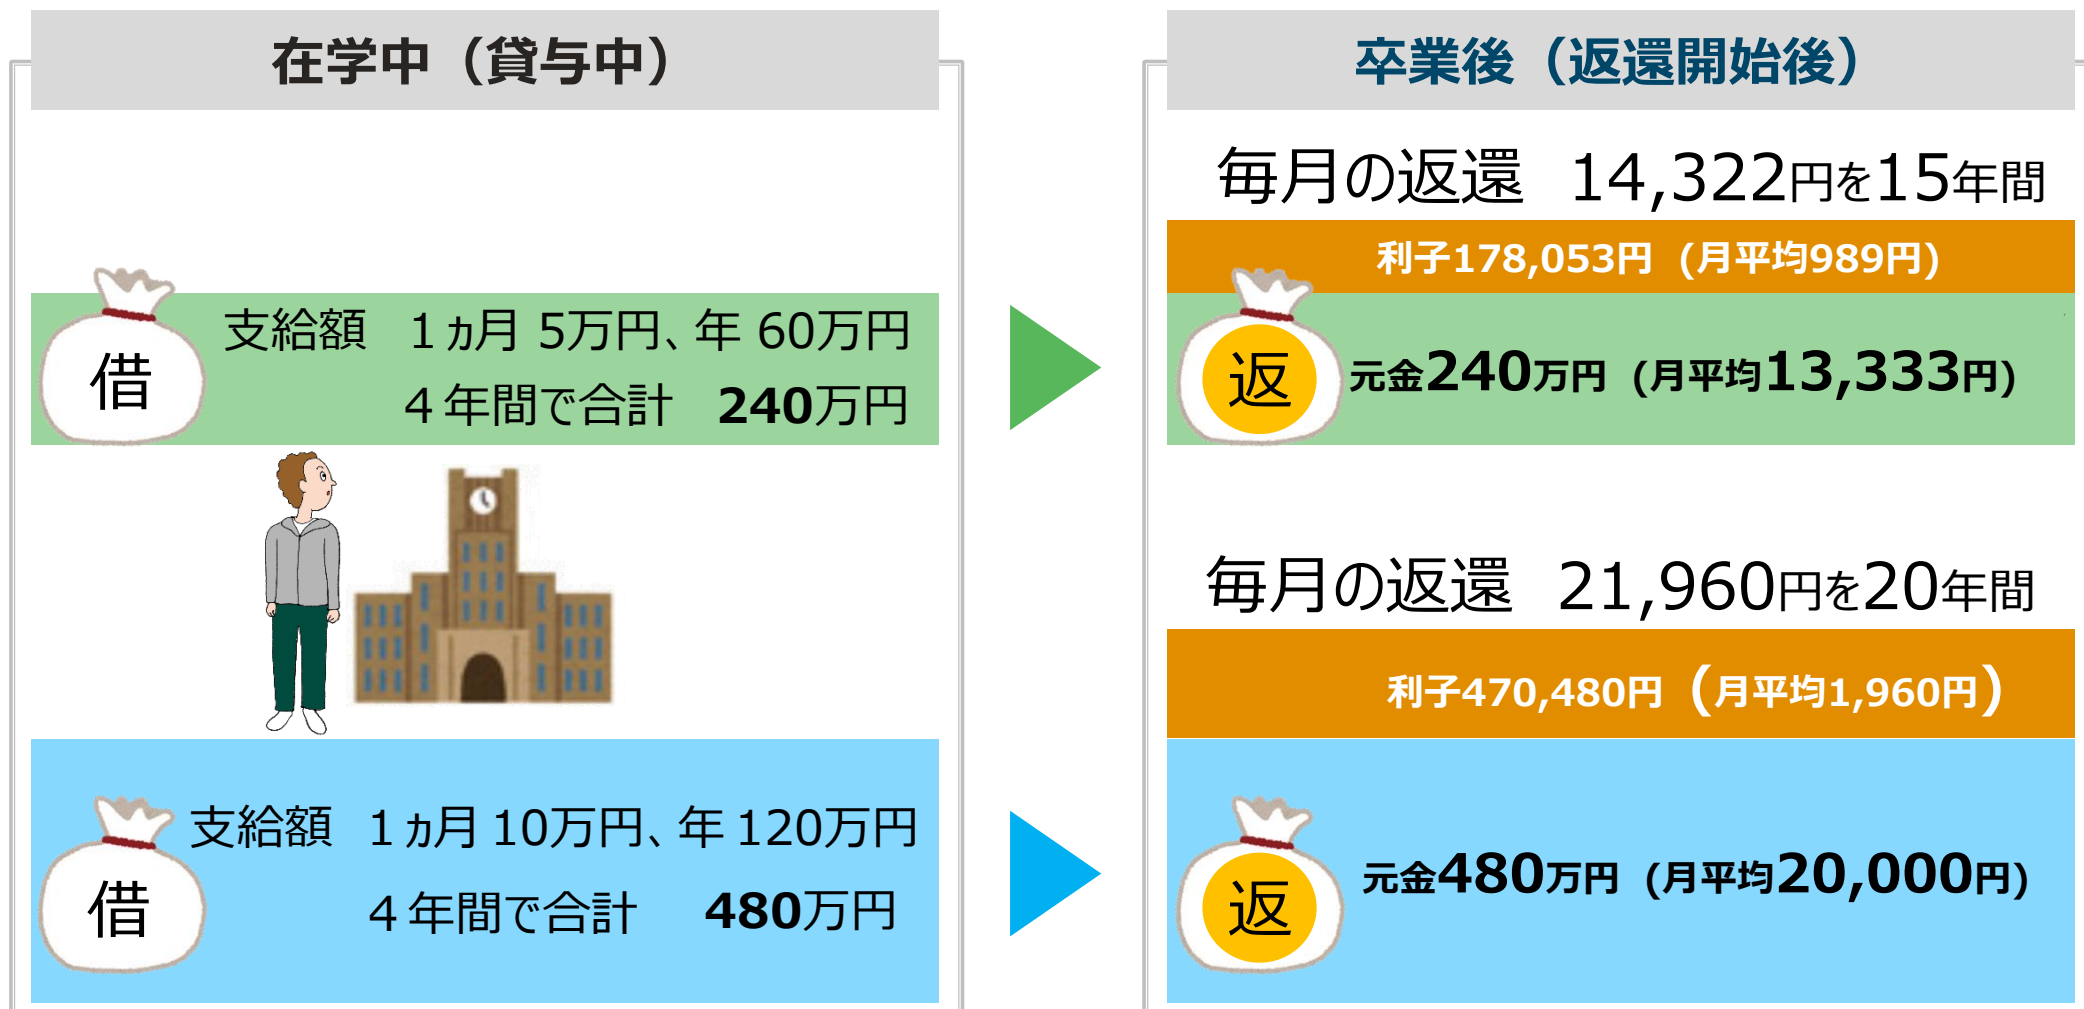 在学中（貸与中）
借
支給額　１ヵ月 5万円、年 60万円
４年間で合計　240万円
支給額　１ヵ月 10万円、年 120万円
借
４年間で合計　480万円
卒業後（返還開始後）
毎月の返還　14,322円を15年間
利子178,053円 (月平均989円)
返
元金240万円 (月平均13,333円)
毎月の返還　21,960円を20年間
利子470,480円 (月平均1,960円)
返
元金480万円 (月平均20,000円)